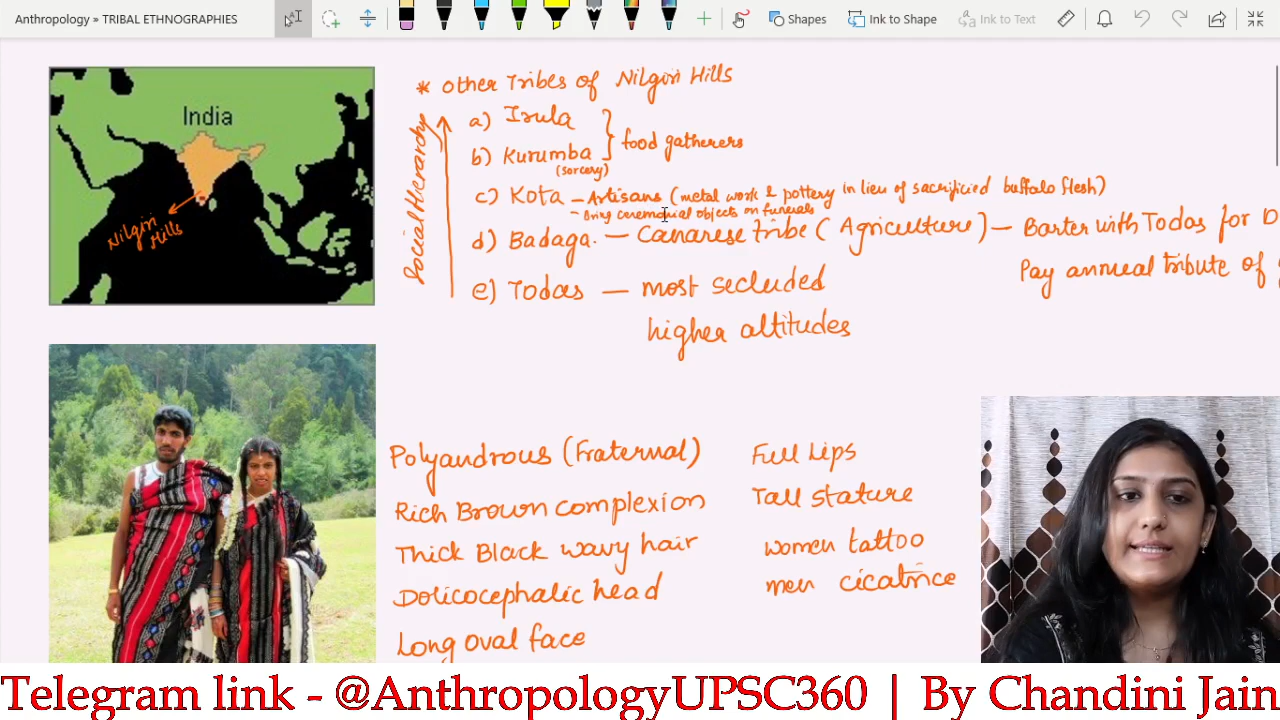 Anthropology » TRIBAL ETHNOGRAPHIES
Shapes
Ink to Shape
Ink to Text
India
Nilgiri Hills
* Other Tribes of Nilgiri Hills
Social Hierarchy
a) Irula
b) Kurumba
(sorcery)
food gatherers
c) Kota – Artisans (metal work & pottery in lieu of sacrificied buffalo flesh)
– Bring ceremonial objects on funerals
d) Badaga. – Canarese tribe (Agriculture) – Barter with Todas for D
Pay annual tribute of
e) Todas – most secluded
higher altitudes
Polyandrous (Fraternal)
Rich Brown complexion
Thick Black wavy hair
Dolicocephalic head
Long oval face
Full Lips
Tall stature
women tattoo
men cicatrice
Telegram link - @AnthropologyUPSC360 | By Chandini Jain